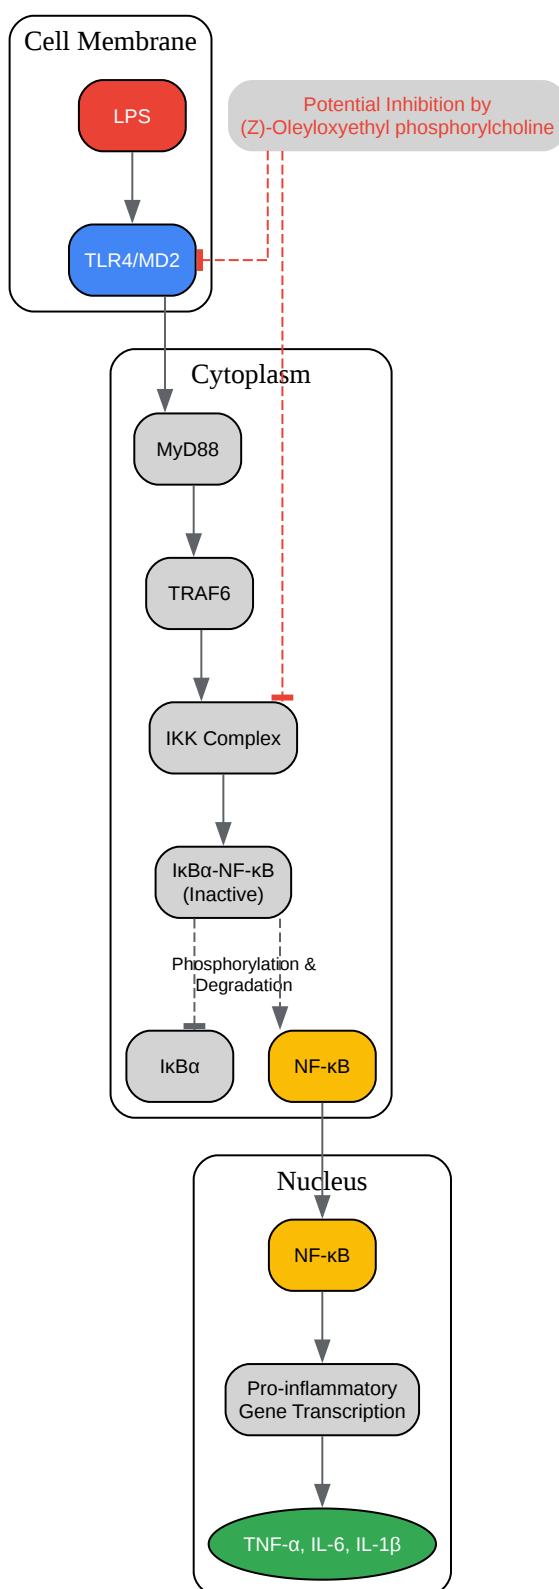 Cell Membrane
LPS
Potential Inhibition by
(Z)-Oleyloxyethyl phosphorylcholine
TLR4/MD2
Cytoplasm
MyD88
TRAF6
IKK Complex
IκBα-NF-κB
(Inactive)
Phosphorylation &
Degradation
IκBα
NF-κB
Nucleus
NF-κB
Pro-inflammatory
Gene Transcription
TNF-α, IL-6, IL-1β